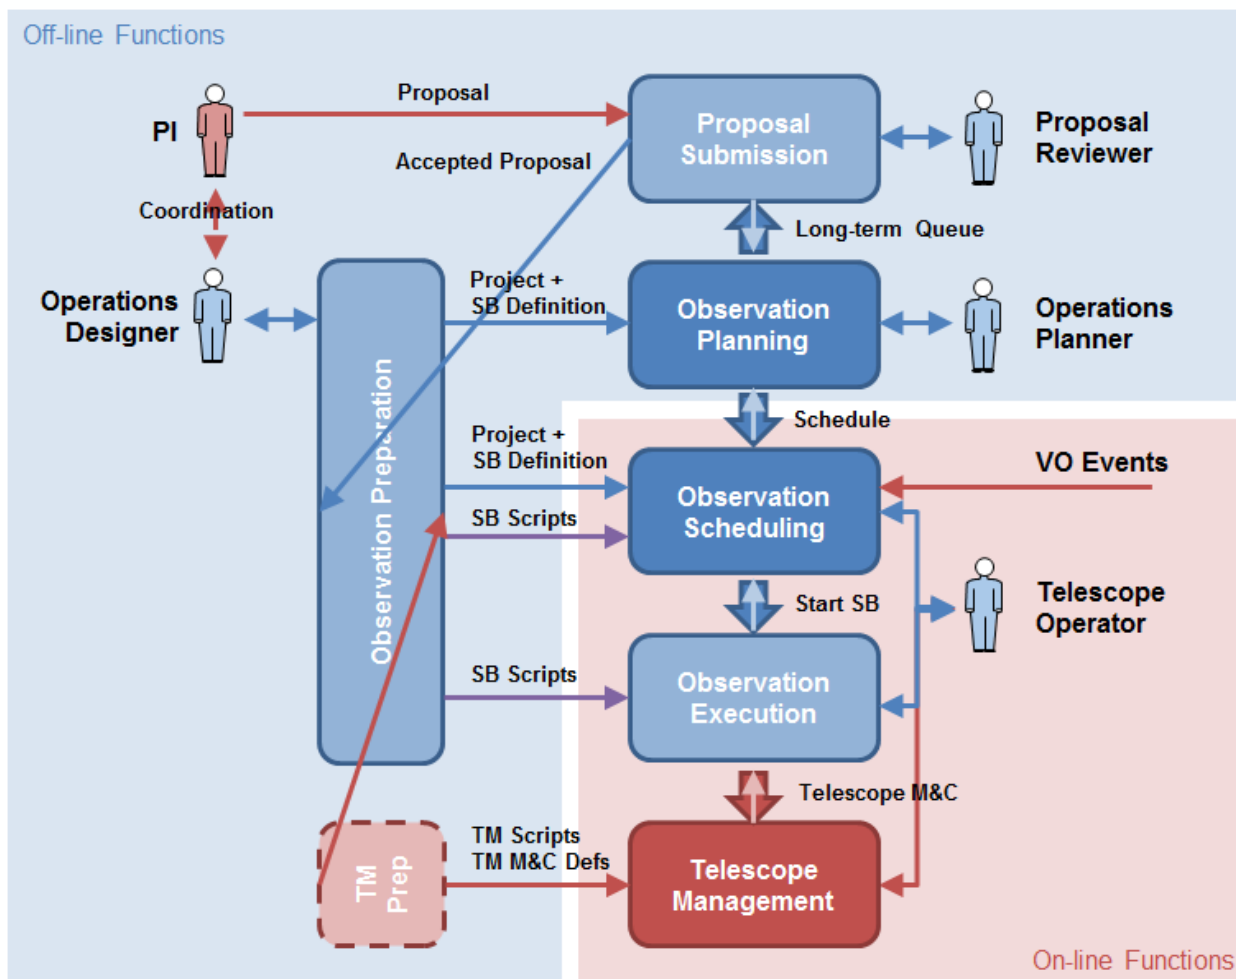 Off-line Functions
PI
Proposal
Proposal
Submission
Proposal
Reviewer
Accepted Proposal
Coordination
Long-term Queue
Operations
Designer
Project +
SB Definition
Observation
Planning
Operations
Planner
Observation Preparation
Schedule
Project +
SB Definition
VO Events
Observation
Scheduling
SB Scripts
Start SB
Telescope
Operator
SB Scripts
Observation
Execution
Telescope M&C
TM
Prep
TM Scripts
TM M&C Defs
Telescope
Management
On-line Functions